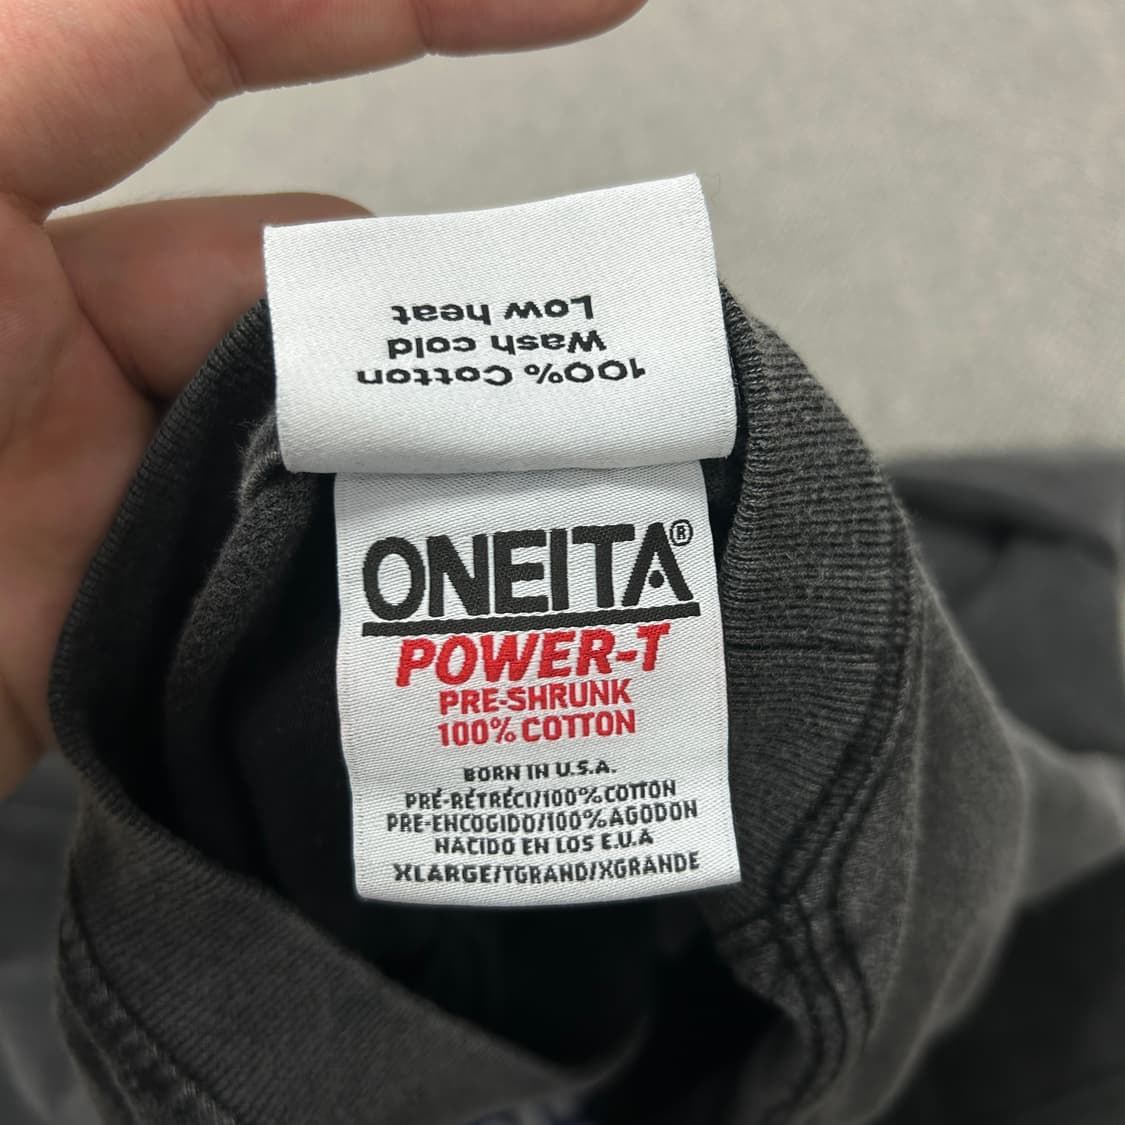 100% Cotton
Wash cold
Low heat
ONEITA®
POWER-T
PRE-SHRUNK
100% COTTON
BORN IN U.S.A.
PRÉ-RÉTRÉCI/100% COTTON
PRE-ENCOGIDO/100% AGODON
NACIDO EN LOS E.U.A
XLARGE/TGRAND/XGRANDE